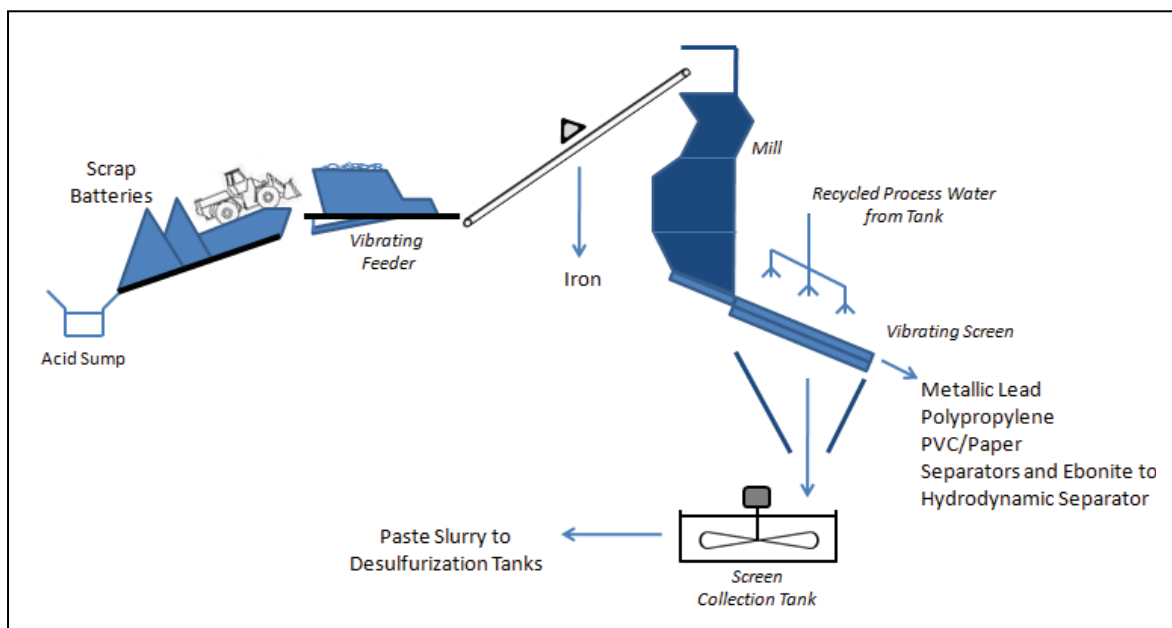 Scrap
Batteries
Acid Sump
Vibrating
Feeder
Iron
Mill
Recycled Process Water
from Tank
Vibrating Screen
Metallic Lead
Polypropylene
PVC/Paper
Separators and Ebonite to
Hydrodynamic Separator
Paste Slurry to
Desulfurization Tanks
Screen
Collection Tank